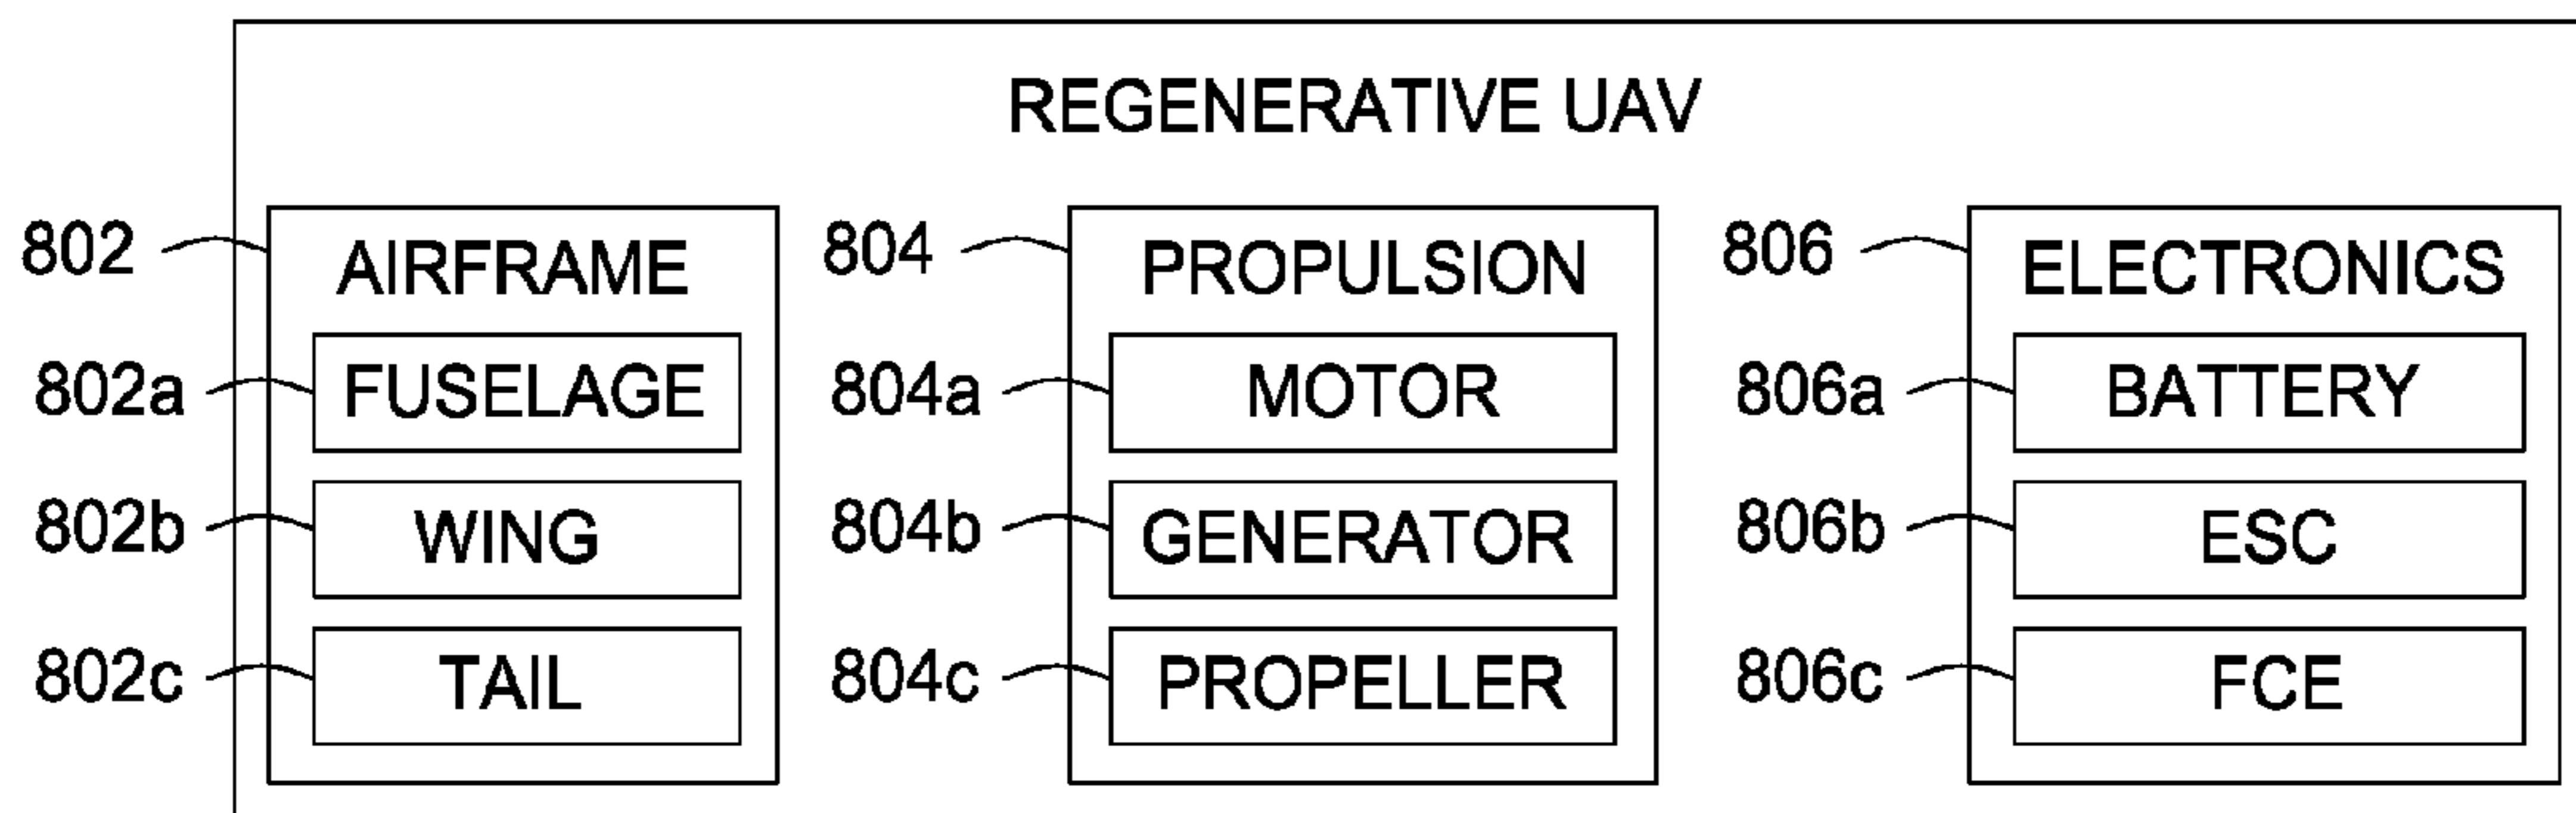 REGENERATIVE UAV
802 AIRFRAME
802a FUSELAGE
802b WING
802c TAIL
804 PROPULSION
804a MOTOR
804b GENERATOR
804c PROPELLER
806 ELECTRONICS
806a BATTERY
806b ESC
806c FCE